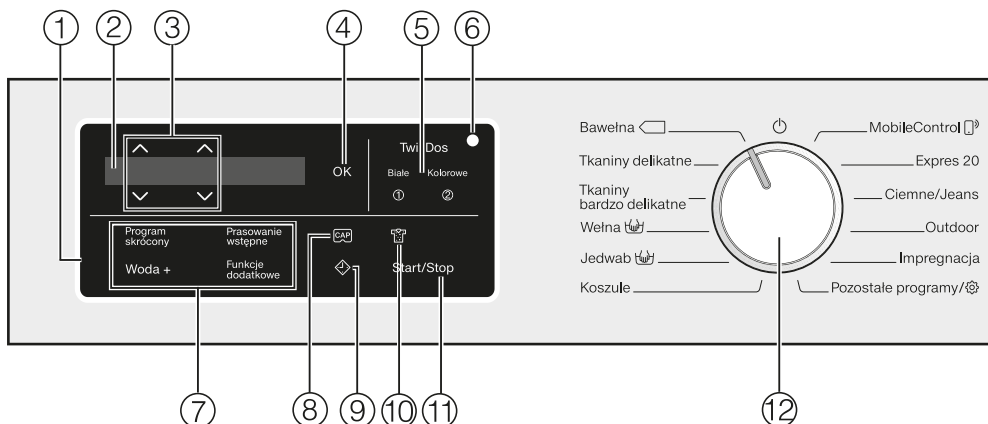 ① ② ③ ④ ⑤ ⑥
TwinDos
OK
Białe Kolorowe
① ②
Program
skrócony
Prasowanie
wstępne
CAP
Woda +
Funkcje
dodatkowe
Start/Stop
Bawełna
Tkaniny delikatne
Tkaniny
bardzo delikatne
Wełna
Jedwab
Koszule
MobileControl
Expres 20
Ciemne/Jeans
Outdoor
Impregnacja
Pozostałe programy/
⑦ ⑧ ⑨ ⑩ ⑪ ⑫